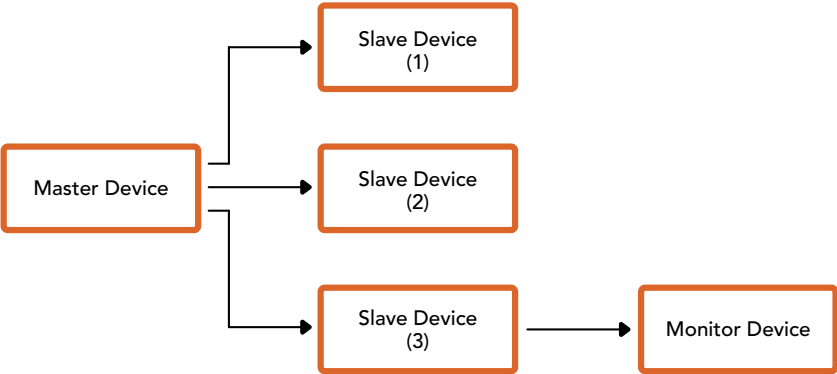 Slave Device
(1)
Master Device
Slave Device
(2)
Slave Device
(3)
Monitor Device